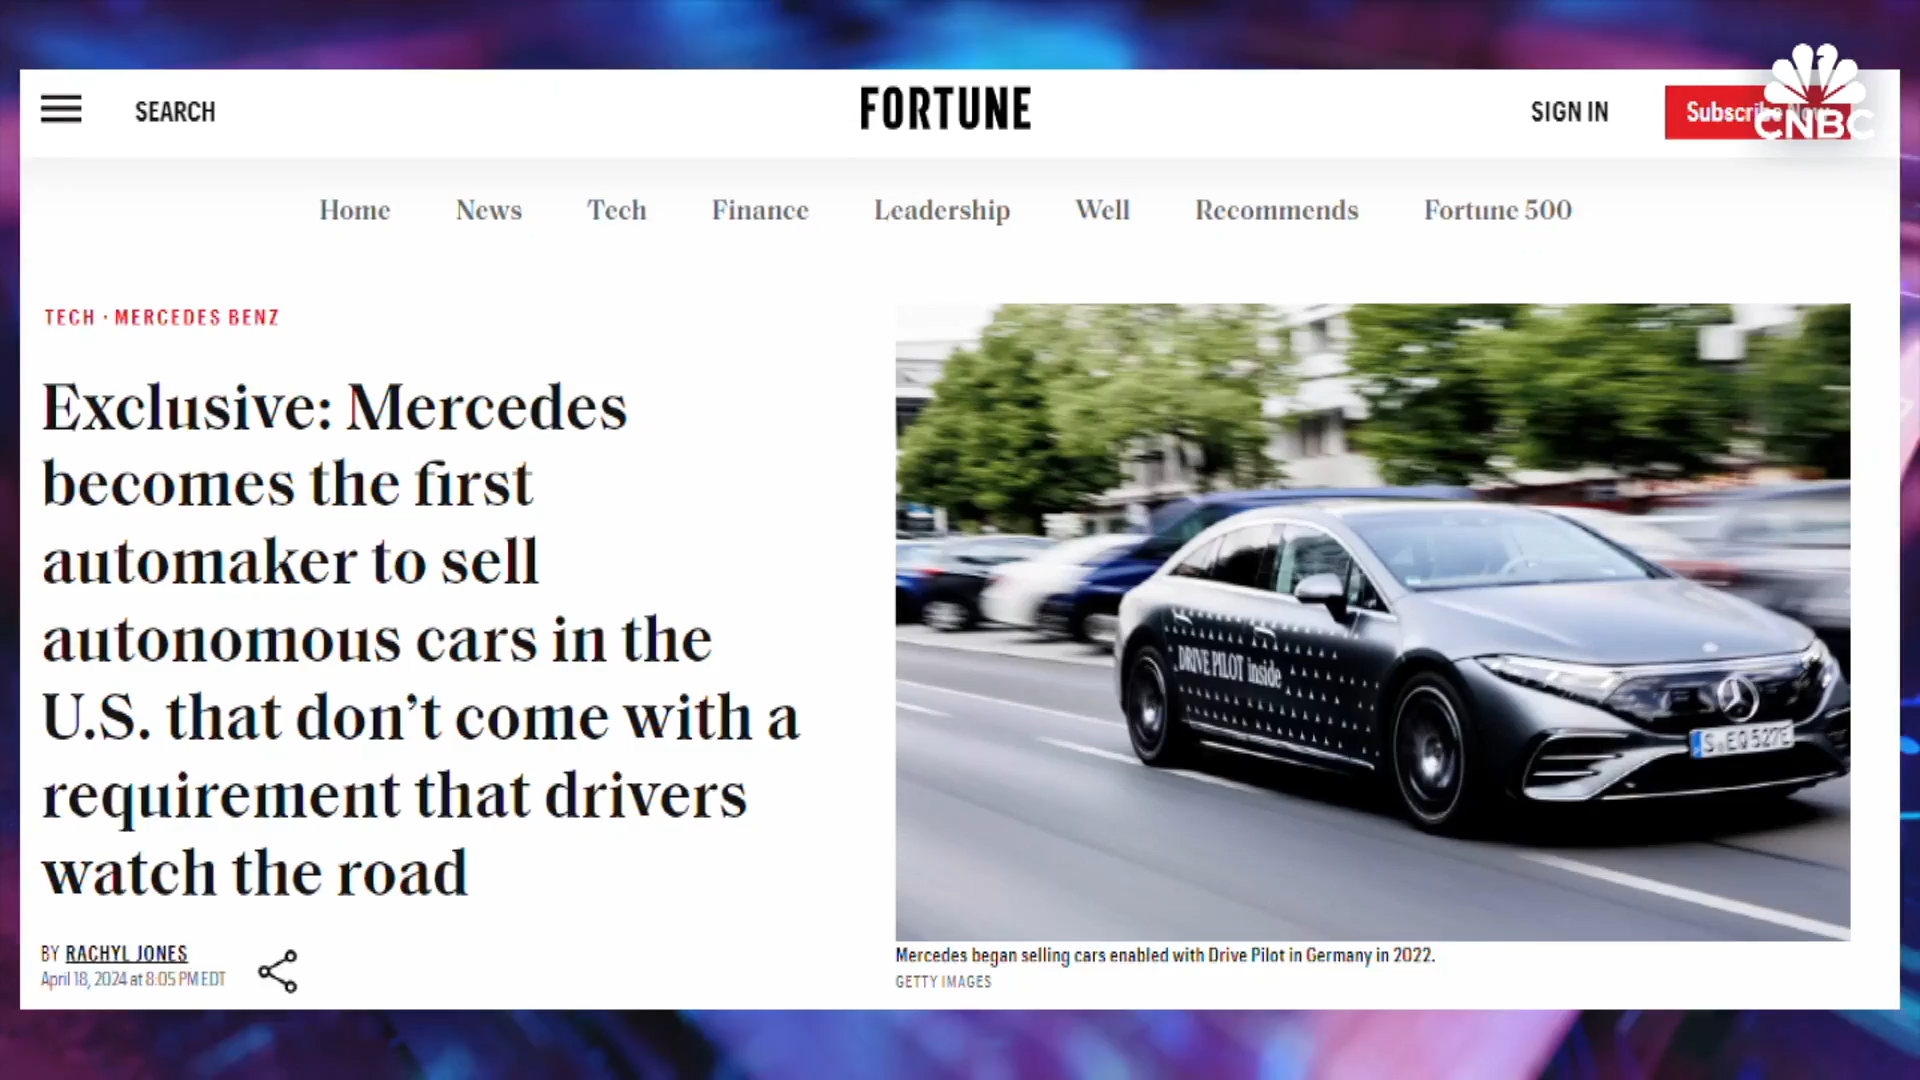 SEARCH
FORTUNE
SIGN IN
Subscribe Now
CNBC
Home
News
Tech
Finance
Leadership
Well
Recommends
Fortune 500
TECH · MERCEDES BENZ
Exclusive: Mercedes
becomes the first
automaker to sell
autonomous cars in the
U.S. that don’t come with a
requirement that drivers
watch the road
BY RACHYL JONES
April 18, 2024 at 8:05 PM EDT
DRIVE PILOT inside
S EQ 527E
Mercedes began selling cars enabled with Drive Pilot in Germany in 2022.
GETTY IMAGES